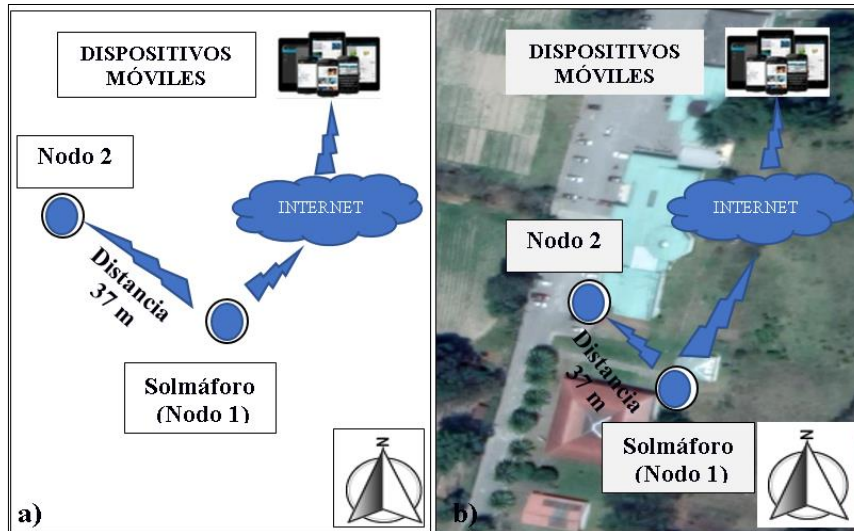 DISPOSITIVOS
MÓVILES
Nodo 2
INTERNET
Distancia
37 m
Solmáforo
(Nodo 1)
N
a)
DISPOSITIVOS
MÓVILES
INTERNET
Nodo 2
Distancia
37 m
Solmáforo
(Nodo 1)
N
b)